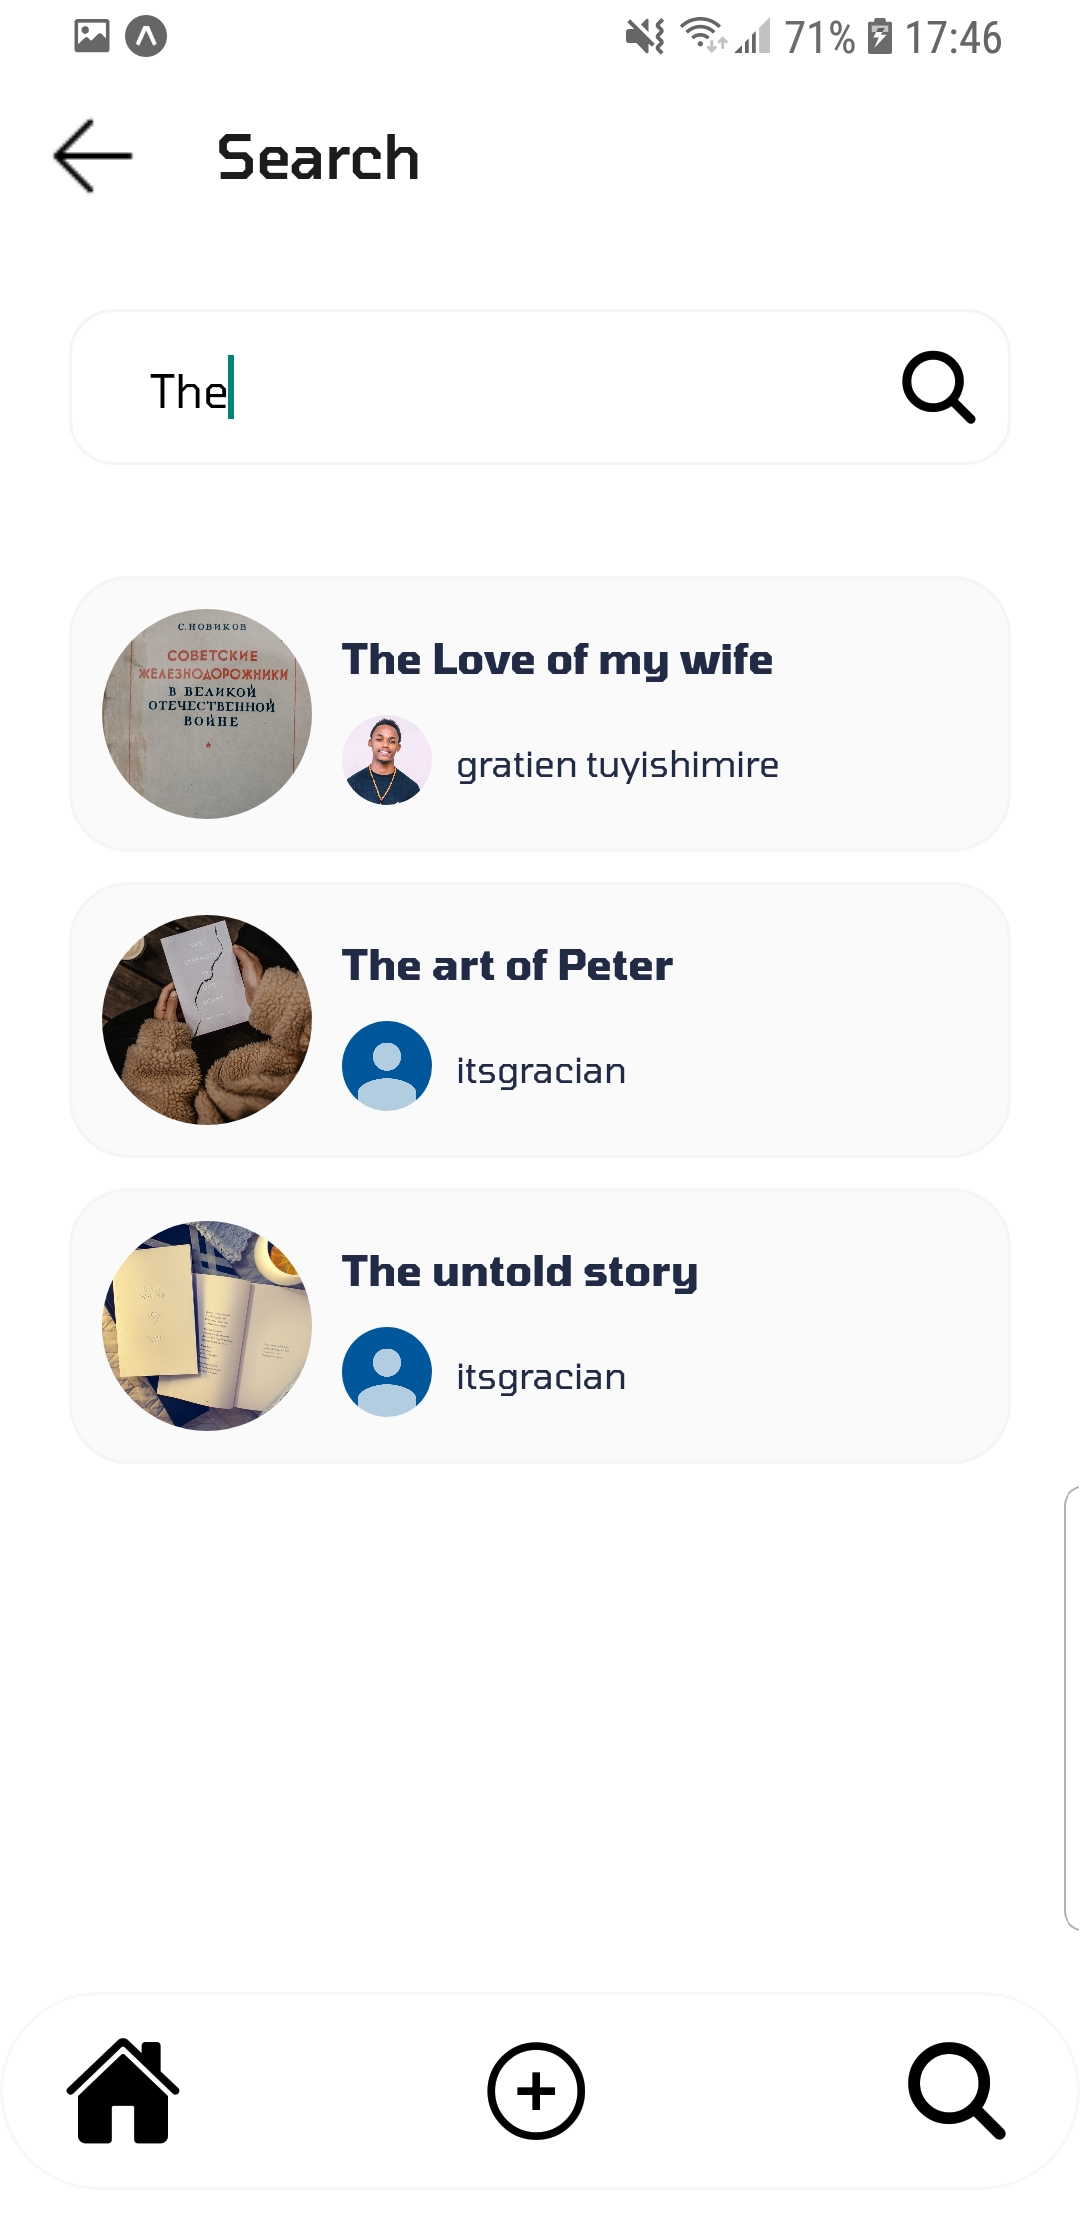 71% 17:46
Search
The
С. НОВИКОВ
СОВЕТСКИЕ
ЖЕЛЕЗНОДОРОЖНИКИ
В ВЕЛИКОЙ
ОТЕЧЕСТВЕННОЙ
ВОЙНЕ
The Love of my wife
gratien tuyishimire
The art of Peter
itsgracian
The untold story
itsgracian